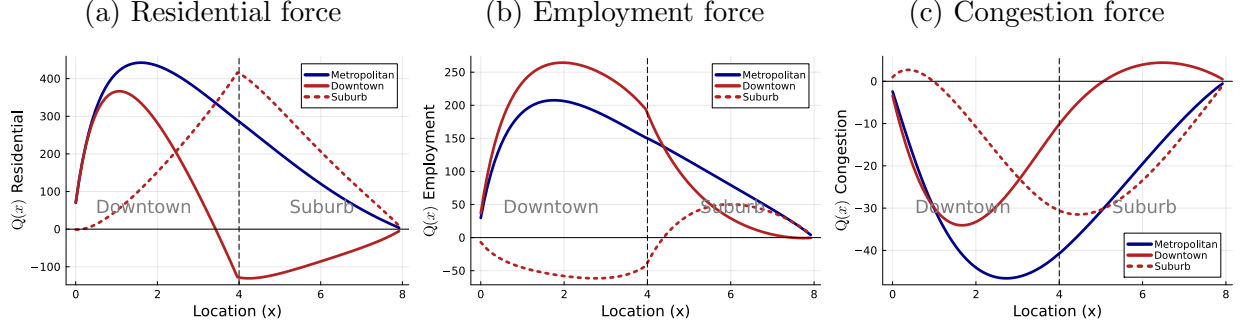 (a) Residential force
400
300
200
100
0
−100
0
2
4
6
8
Q(x) Residential
Location (x)
Metropolitan
Downtown
Suburb
Downtown
Suburb
(b) Employment force
250
200
150
100
50
0
−50
0
2
4
6
8
Q(x) Employment
Location (x)
Metropolitan
Downtown
Suburb
Downtown
Suburb
(c) Congestion force
0
−10
−20
−30
−40
0
2
4
6
8
Q(x) Congestion
Location (x)
Metropolitan
Downtown
Suburb
Downtown
Suburb